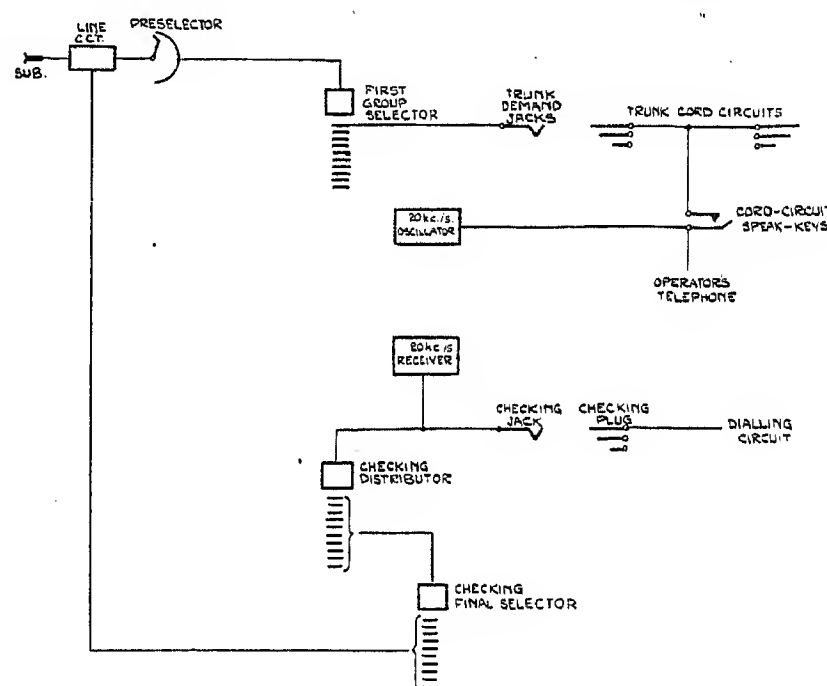 LINE
CCT.
PRESELECTOR
SUB.
FIRST
GROUP
SELECTOR
TRUNK
DEMAND
JACKS
TRUNK CORD CIRCUITS
20kc./s.
OSCILLATOR
CORD-CIRCUIT
SPEAK-KEYS
OPERATOR'S
TELEPHONE
20kc/s
RECEIVER
CHECKING
JACK
CHECKING
PLUG
DIALLING
CIRCUIT
CHECKING
DISTRIBUTOR
CHECKING
FINAL SELECTOR